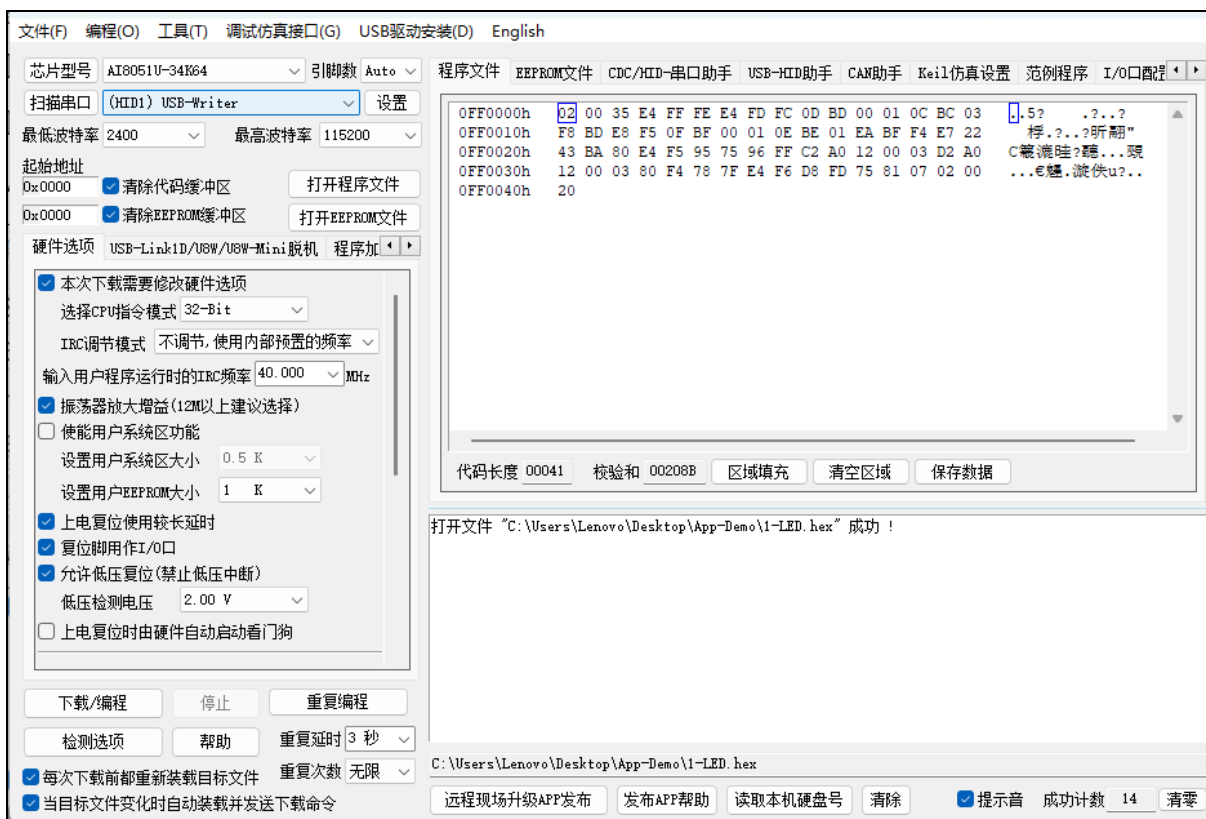 文件(F) 编程(O) 工具(T) 调试仿真接口(G) USB驱动安装(D) English
芯片型号 AI8051U-34K64 引脚数 Auto
扫描串口 (HID1) USB-Writer 设置
最低波特率 2400 最高波特率 115200
起始地址
0x0000 清除代码缓冲区 打开程序文件
0x0000 清除EEPROM缓冲区 打开EEPROM文件
硬件选项 USB-Link1D/U8W/U8W-Mini脱机 程序加
本次下载需要修改硬件选项
选择CPU指令模式 32-Bit
IRC调节模式 不调节,使用内部预置的频率
输入用户程序运行时的IRC频率 40.000 MHz
振荡器放大增益(12M以上建议选择)
使能用户系统区功能
设置用户系统区大小 0.5 K
设置用户EEPROM大小 1 K
上电复位使用较长延时
复位脚用作I/O口
允许低压复位(禁止低压中断)
低压检测电压 2.00 V
上电复位时由硬件自动启动看门狗
下载/编程 停止 重复编程
检测选项 帮助 重复延时 3 秒
每次下载前都重新装载目标文件 重复次数 无限
当目标文件变化时自动装载并发送下载命令
程序文件 EEPROM文件 CDC/HID-串口助手 USB-HID助手 CAN助手 Keil仿真设置 范例程序 I/O口配置
0FF0000h 02 00 35 E4 FF FE E4 FD FC 0D BD 00 01 0C BC 03 ..5? .?..?
0FF0010h F8 BD E8 F5 0F BF 00 01 0E BE 01 EA BF F4 E7 22 .?..?昕翮"
0FF0020h 43 BA 80 E4 F5 95 75 96 FF C2 A0 12 00 03 D2 A0
0FF0030h 12 00 03 80 F4 78 7F E4 F6 D8 FD 75 81 07 02 00
0FF0040h 20
代码长度 00041 校验和 00208B 区域填充 清空区域 保存数据
打开文件 "C:\Users\Lenovo\Desktop\App-Demo\1-LED.hex" 成功 !
C:\Users\Lenovo\Desktop\App-Demo\1-LED.hex
远程现场升级APP发布 发布APP帮助 读取本机硬盘号 清除 提示音 成功计数 14 清零